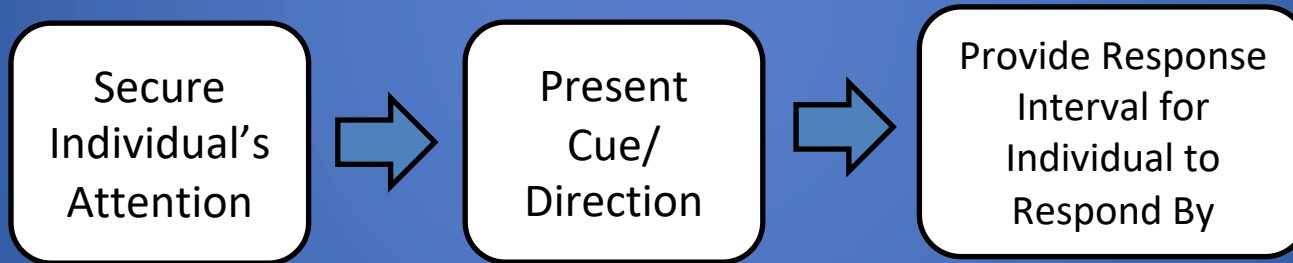 Secure
Individual’s
Attention
Present
Cue/
Direction
Provide Response
Interval for
Individual to
Respond By